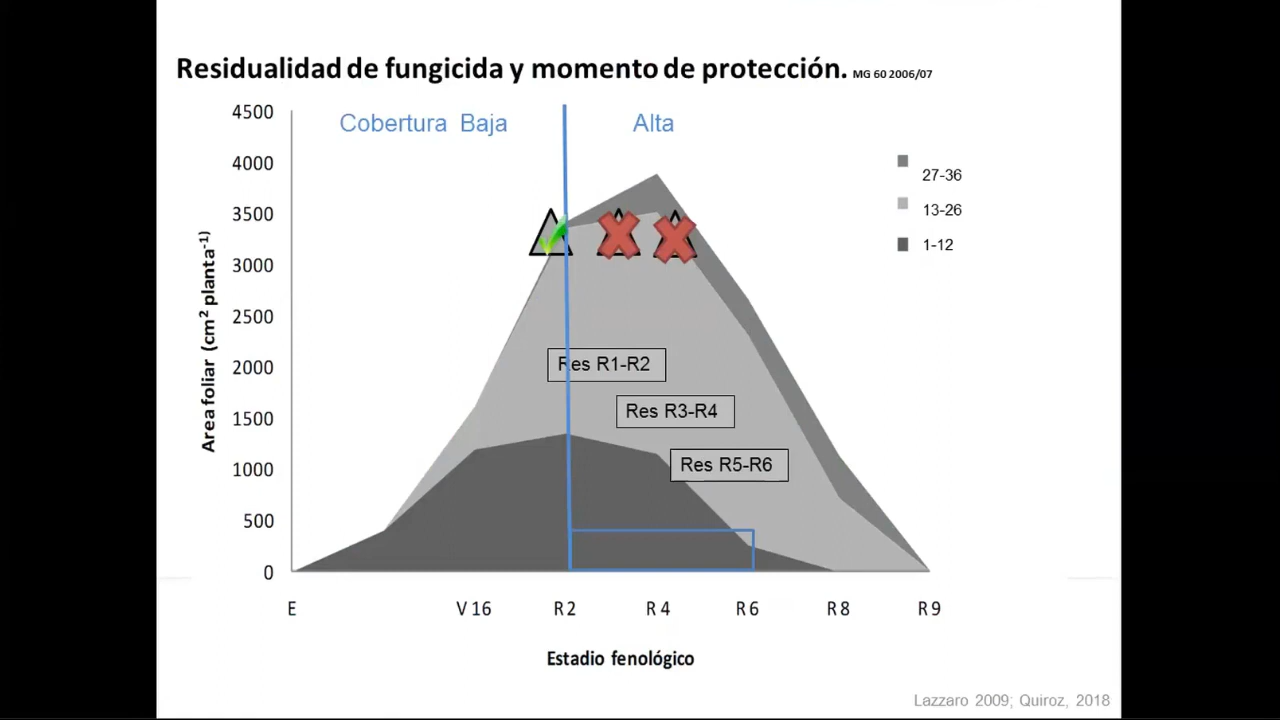 Residualidad de fungicida y momento de protección. MG 60 2006/07
Cobertura Baja
Alta
4500
4000
3500
3000
2500
2000
1500
1000
500
0
Area foliar (cm² planta⁻¹)
27-36
13-26
1-12
Res R1-R2
Res R3-R4
Res R5-R6
E
V 16
R 2
R 4
R 6
R 8
R 9
Estadio fenológico
Lazzaro 2009; Quiroz, 2018